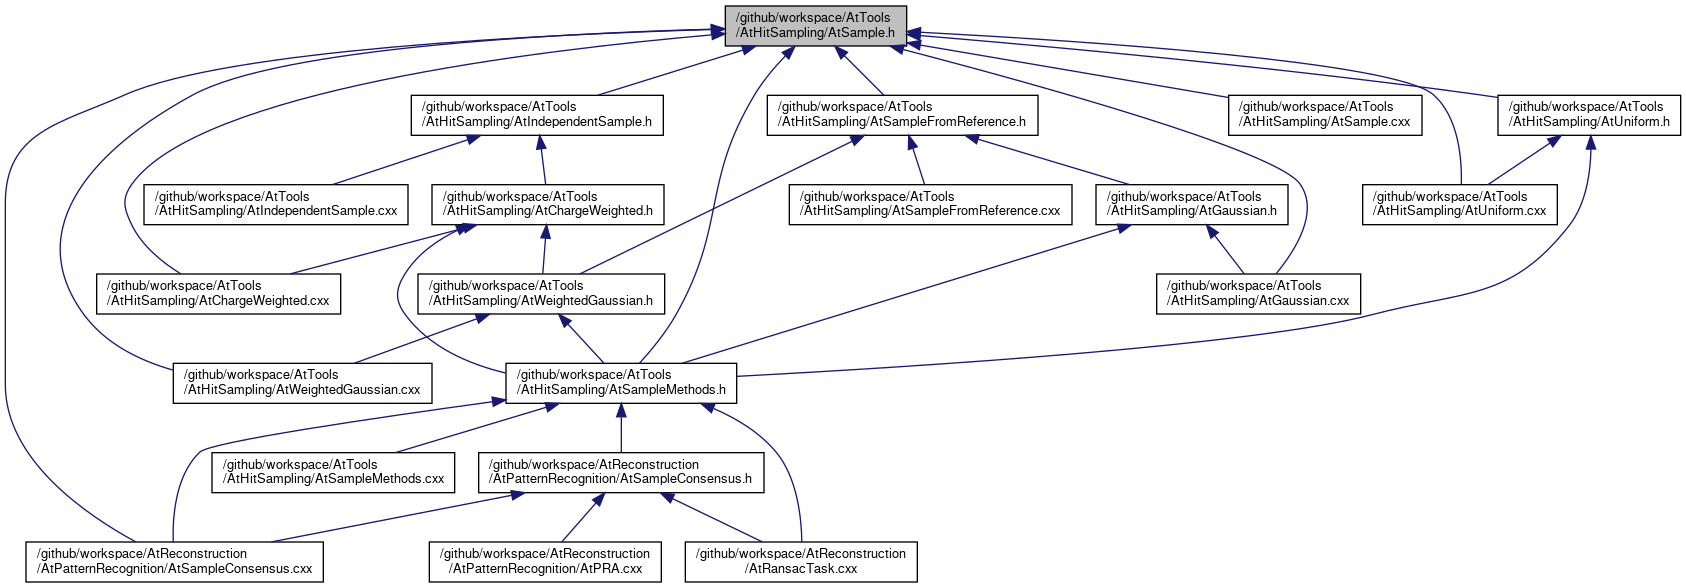 /github/workspace/AtTools
/AtHitSampling/AtSample.h
/github/workspace/AtTools
/AtHitSampling/AtIndependentSample.h
/github/workspace/AtTools
/AtHitSampling/AtSampleFromReference.h
/github/workspace/AtTools
/AtHitSampling/AtSample.cxx
/github/workspace/AtTools
/AtHitSampling/AtUniform.h
/github/workspace/AtTools
/AtHitSampling/AtIndependentSample.cxx
/github/workspace/AtTools
/AtHitSampling/AtChargeWeighted.h
/github/workspace/AtTools
/AtHitSampling/AtSampleFromReference.cxx
/github/workspace/AtTools
/AtHitSampling/AtGaussian.h
/github/workspace/AtTools
/AtHitSampling/AtUniform.cxx
/github/workspace/AtTools
/AtHitSampling/AtChargeWeighted.cxx
/github/workspace/AtTools
/AtHitSampling/AtWeightedGaussian.h
/github/workspace/AtTools
/AtHitSampling/AtGaussian.cxx
/github/workspace/AtTools
/AtHitSampling/AtWeightedGaussian.cxx
/github/workspace/AtTools
/AtHitSampling/AtSampleMethods.h
/github/workspace/AtTools
/AtHitSampling/AtSampleMethods.cxx
/github/workspace/AtReconstruction
/AtPatternRecognition/AtSampleConsensus.h
/github/workspace/AtReconstruction
/AtPatternRecognition/AtSampleConsensus.cxx
/github/workspace/AtReconstruction
/AtPatternRecognition/AtPRA.cxx
/github/workspace/AtReconstruction
/AtRansacTask.cxx